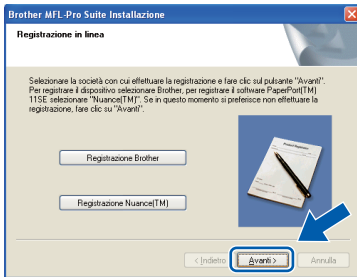 Brother MFL-Pro Suite Installazione
Registrazione in linea
Selezionare la società con cui effettuare la registrazione e fare clic sul pulsante "Avanti".
Per registrare il dispositivo selezionare Brother, per registrare il software PaperPort(TM)
11SE selezionare "Nuance(TM)". Se in questo momento si preferisce non effettuare la
registrazione, fare clic su "Avanti".
Registrazione Brother
Registrazione Nuance(TM)
< Indietro Avanti > Annulla